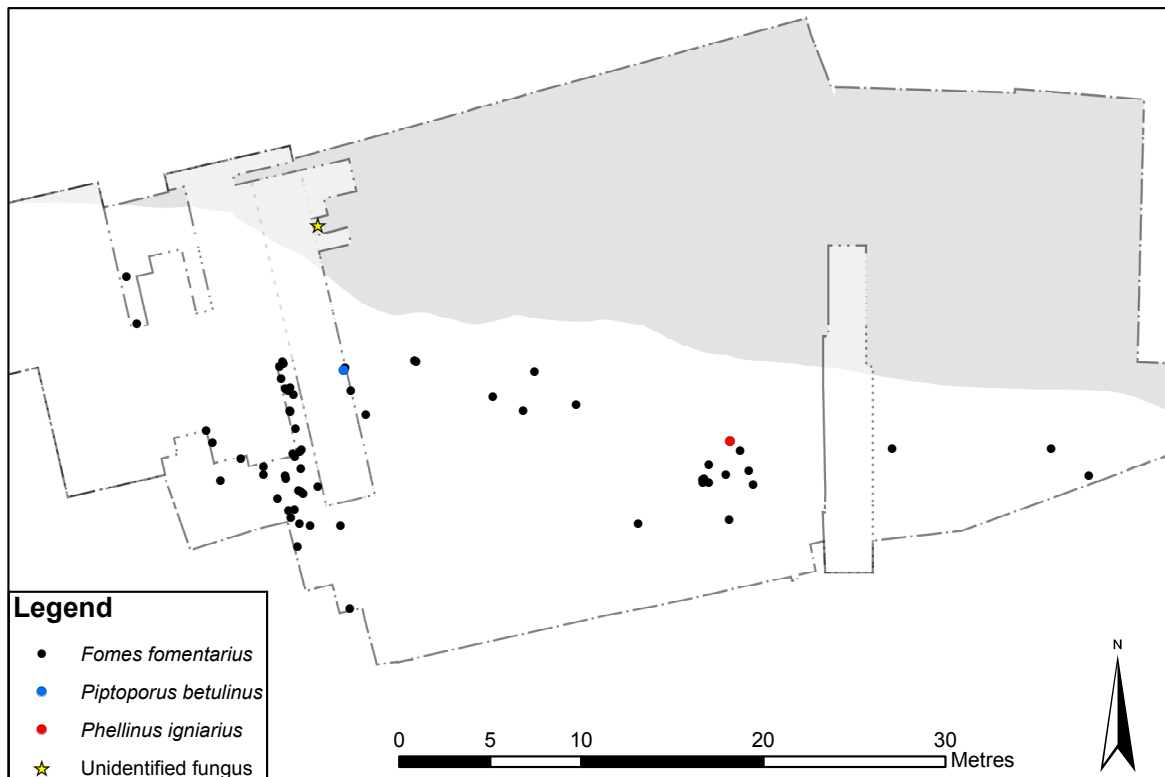 Legend
Fomes fomentarius
Piptoporus betulinus
Phellinus igniarius
Unidentified fungus
N
0 5 10 20 30
Metres